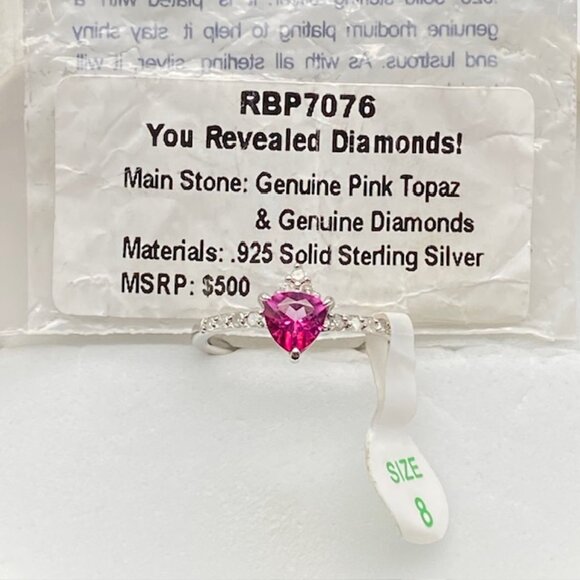 genuine rhodium plating to help it stay shiny
and lustrous. As with all sterling silver, it will
RBP7076
You Revealed Diamonds!
Main Stone: Genuine Pink Topaz
& Genuine Diamonds
Materials: .925 Solid Sterling Silver
MSRP: $500
SIZE
8